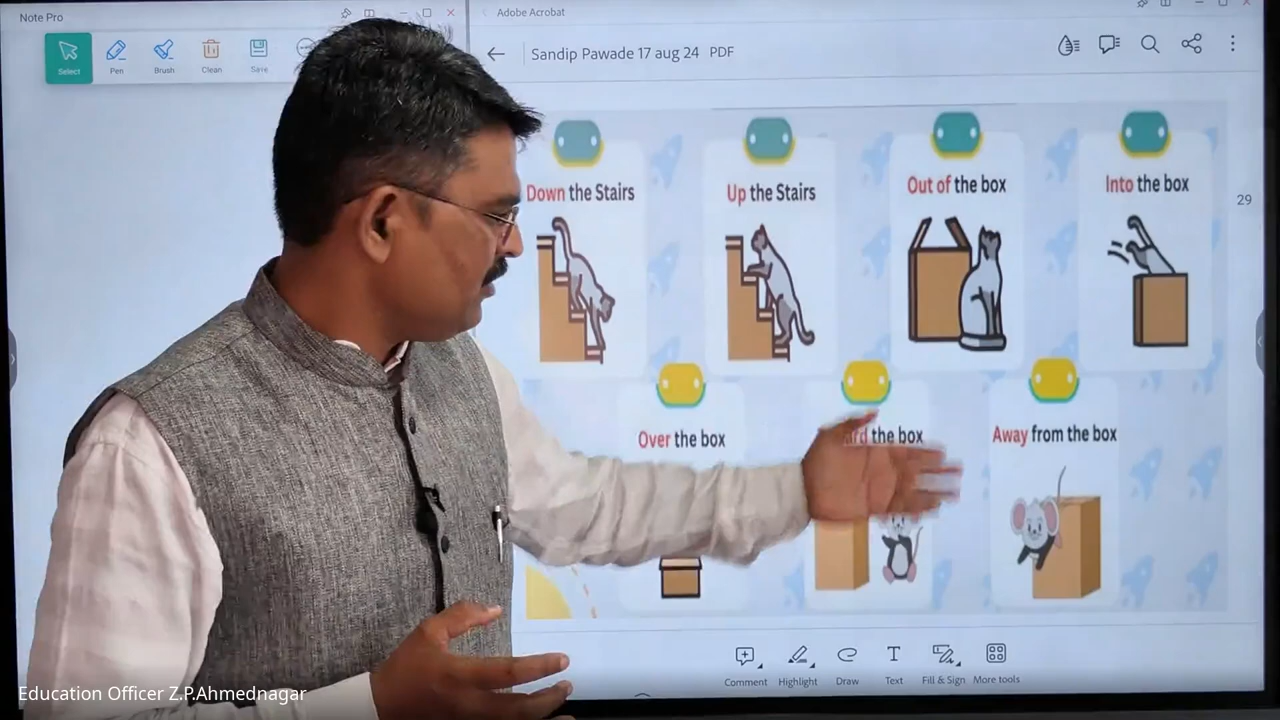 Note Pro
Adobe Acrobat
Sandip Pawade 17 aug 24 PDF
Select
Pen
Brush
Clean
Save
Down the Stairs
Up the Stairs
Out of the box
Into the box
29
Over the box
the box
Away from the box
Comment
Highlight
Draw
Text
Fill & Sign
More tools
Education Officer Z.P.Ahmednagar